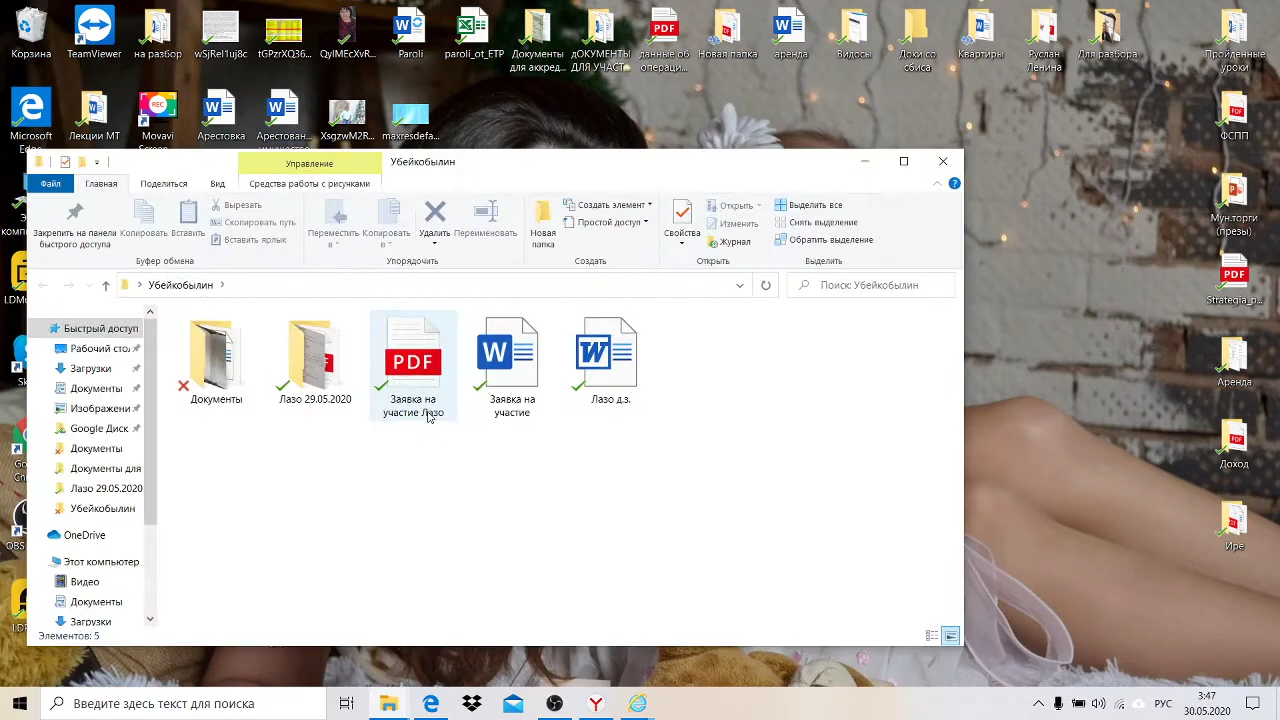 Корзина
TeamViewer
на разбор
w5jRel1uj8c
tGPzrXQ36...
QyIMEzxvR...
Paroli
paroli_ot_ETP
Документы
для аккред...
дОКУМЕНТЫ
ДЛЯ УЧАСТ...
данные об
операци...
Новая папка
аренда
Видосы
Доки со
сбиса
Квартиры
Руслан
Ленина
Для разбора
Пройденные
уроки
Microsoft
Лекции МТ
REC
Movavi
Арестовка
Арестован...
XsgzwM2R...
maxresdefa...
PDF
ФСПП
Мун.торги
(презы)
PDF
Strategia_p...
Аренда
Доход
Ире
Управление
Убейкобылин
Файл
Главная
Поделиться
Вид
Средства работы с рисунками
Закрепить на панели
быстрого доступа
Копировать
Вставить
Вырезать
Скопировать путь
Вставить ярлык
Буфер обмена
Переместить
в
Копировать
в
Удалить
Переименовать
Упорядочить
Новая
папка
Создать элемент
Простой доступ
Создать
Свойства
Открыть
Изменить
Журнал
Открыть
Выделить все
Снять выделение
Обратить выделение
Выделить
Убейкобылин
Поиск: Убейкобылин
Быстрый доступ
Рабочий сто.
Загрузки
Документы
Изображени
Google Диск
Документы
Документы для
Лазо 29.05.2020
Убейкобылин
OneDrive
Этот компьютер
Видео
Документы
Загрузки
Документы
Лазо 29.05.2020
PDF
Заявка на
участие Лазо
Заявка на
участие
Лазо д.з.
Элементов: 5
Введите здесь текст для поиска
РУС
3:47
30.05.2020